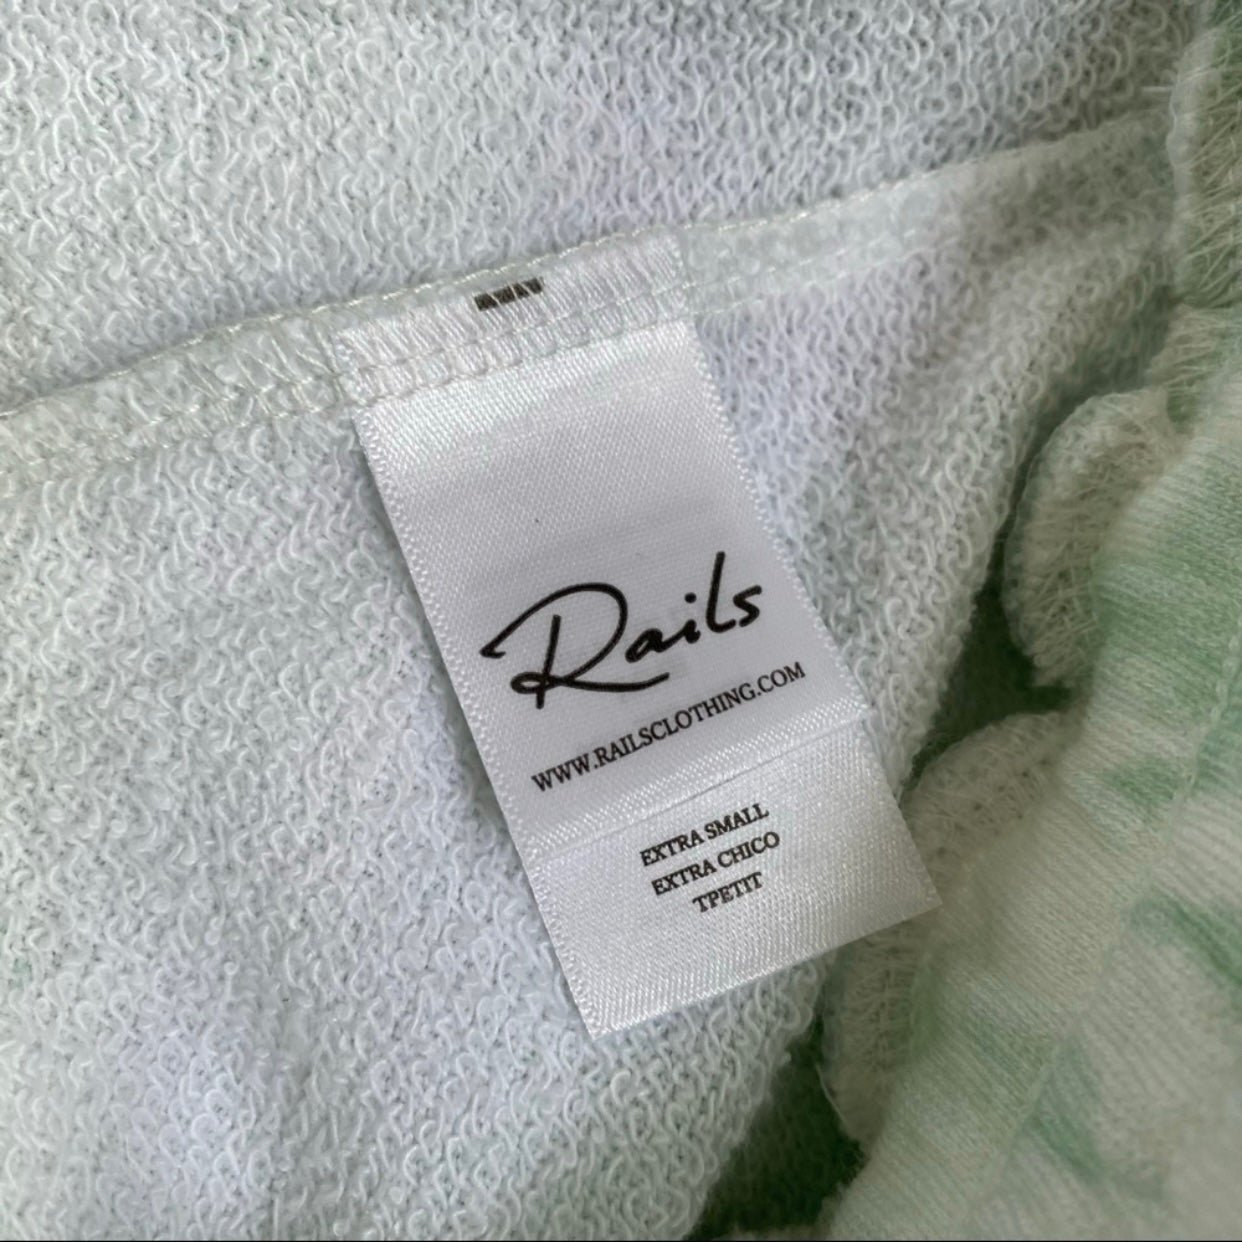 Rails
WWW.RAILSCLOTHING.COM
EXTRA SMALL
EXTRA CHICO
TPETIT